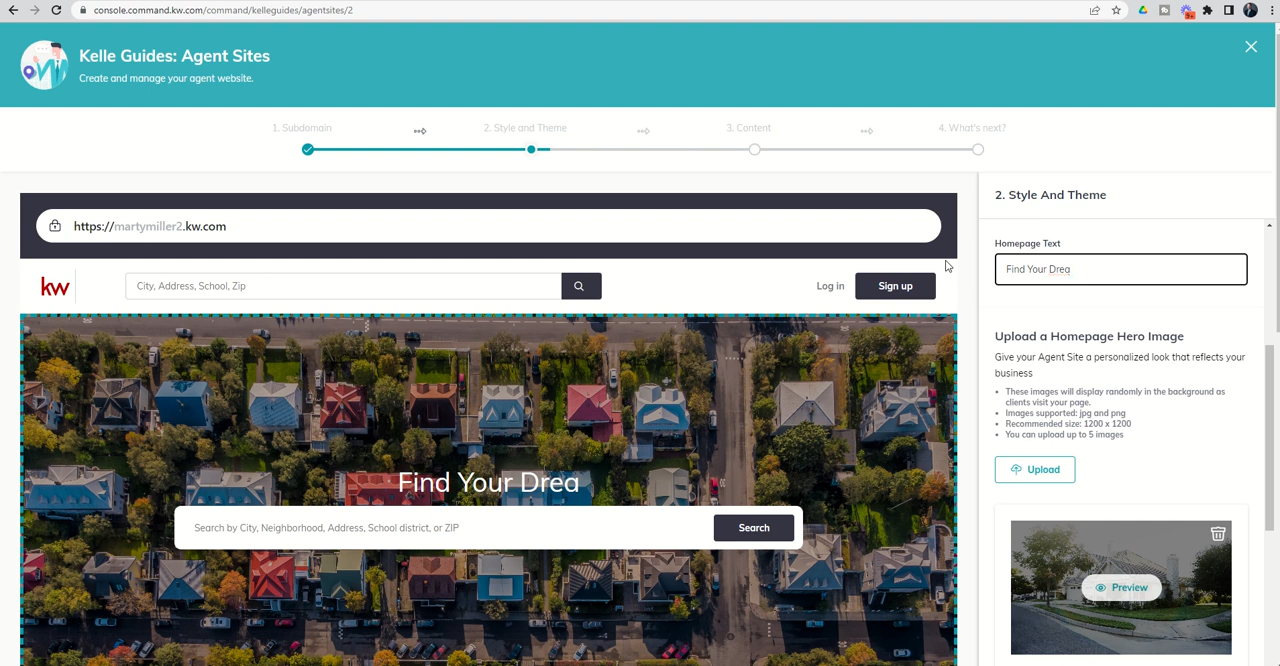 console.command.kw.com/command/kelleguides/agentsites/2
9+
Kelle Guides: Agent Sites
Create and manage your agent website.
1. Subdomain
2. Style and Theme
3. Content
4. What's next?
https://martymiller2.kw.com
kw
City, Address, School, Zip
Log in
Sign up
Find Your Drea
Search by City, Neighborhood, Address, School district, or ZIP
Search
2. Style And Theme
Homepage Text
Find Your Drea
Upload a Homepage Hero Image
Give your Agent Site a personalized look that reflects your
business
• These images will display randomly in the background as
clients visit your page.
• Images supported: jpg and png
• Recommended size: 1200 x 1200
• You can upload up to 5 images
Upload
Preview